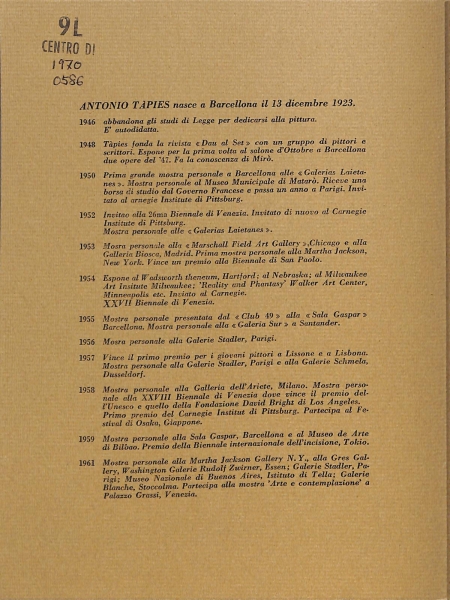 9L
CENTRO DI
1970
0586
ANTONIO TÀPIES nasce a Barcellona il 13 dicembre 1923.
1946 abbandona gli studi di Legge per dedicarsi alla pittura.
E' autodidatta.
1948 Tàpies fonda la rivista «Dau al Set» con un gruppo di pittori e
scrittori. Espone per la prima volta al salone d'Ottobre a Barcellona
due opere del '47. Fa la conoscenza di Mirò.
1950 Prima grande mostra personale a Barcellona alle «Galerias Laieta-
nes». Mostra personale al Museo Municipale di Matarò. Riceve una
borsa di studio dal Governo Francese e passa un anno a Parigi. Invi-
tato al arnegie Institute di Pittsburg.
1952 Invitao alla 26ma Biennale di Venezia. Invitato di nuovo al Carnegie
Institute di Pittsburg.
Mostra personale alle «Galerias Laietanes».
1953 Mosra personale alla «Marschall Field Art Gallery».Chicago e alla
Galleria Biosca, Madrid. Prima mostra personale alla Martha Jackson,
New York. Vince un premio alla Biennale di San Paolo.
1954 Espone al Wadsworth theneum, Hartford; al Nebraska; al Milwaukee
Art Insitute Milwaukee; 'Reality and Phantasy' Walker Art Center,
Minneapolis etc. Inviato al Carnegie.
XXVII Biennale di Venezia.
1955 Mostra personale presentata dal «Club 49» alla «Sala Gaspar»
Barcellona. Mostra personale alla «Galeria Sur» a Santander.
1956 Mosra personale alla Galerie Stadler, Parigi.
1957 Vince il primo premio per i giovani pittori a Lissone e a Lisbona.
Mostra personale alla Galerie Stadler, Parigi e alla Galerie Schmela,
Dusseldorf.
1958 Mostra personale alla Galleria dell'Ariete, Milano. Mostra perso-
nale alla XXVIII Biennale di Venezia dove vince il premio del-
l'Unesco e quello della Fondazione David Bright di Los Angeles.
Primo premio del Carnegie Institut di Pittsburg. Partecipa al Fe-
stival di Osaka, Giappone.
1959 Mostra personale alla Sala Gaspar, Barcellona e al Museo de Arte
di Bilbao. Premio della Biennale internazionale dell'incisione, Tokio.
1961 Mostra personale alla Martha Jackson Gallery N.Y., alla Gres Gal-
lery, Washington Galerie Rudolf Zwirner, Essen; Galerie Stadler, Pa-
rigi; Museo Nazionale di Buenos Aires, Istituto di Tella; Galerie
Blanche, Stoccolma. Partecipa alla mostra 'Arte e contemplazione' a
Palazzo Grassi, Venezia.